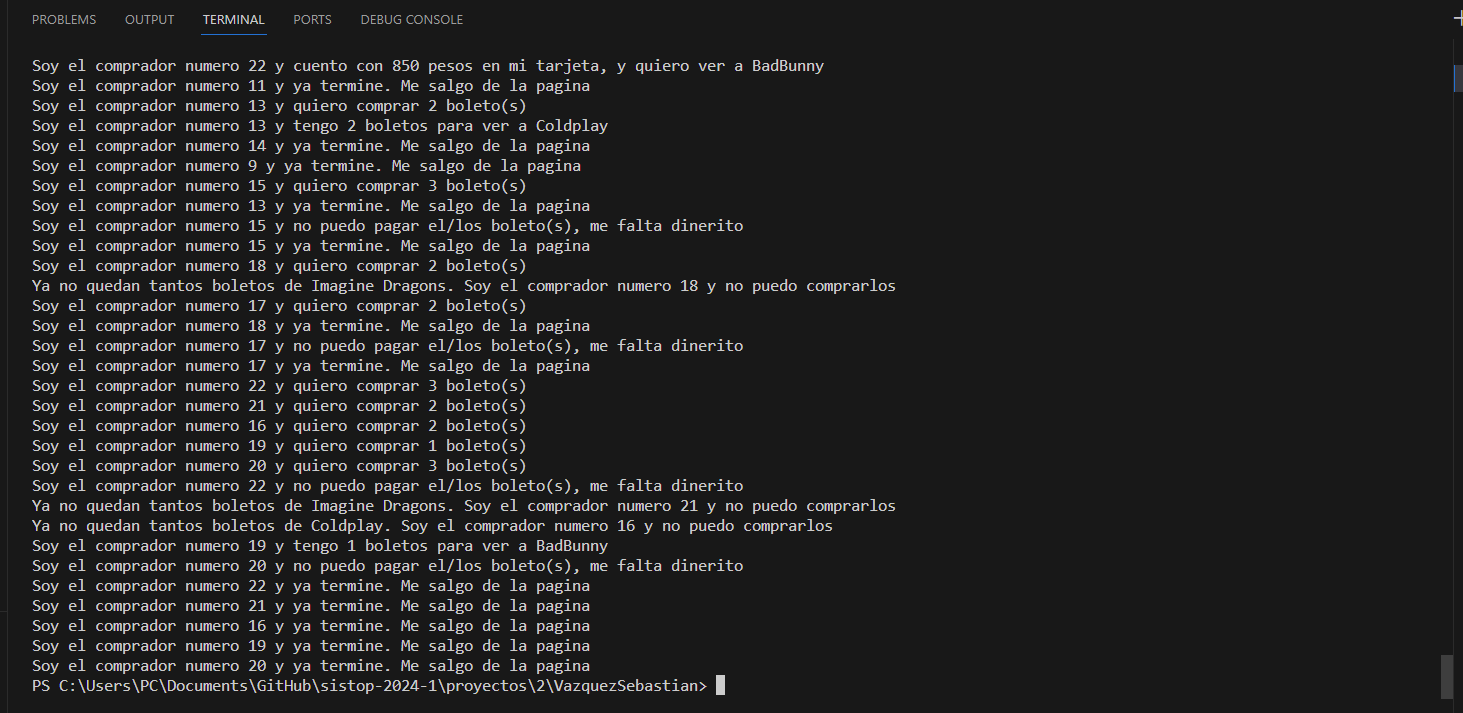 PROBLEMS OUTPUT TERMINAL PORTS DEBUG CONSOLE
Soy el comprador numero 22 y cuento con 850 pesos en mi tarjeta, y quiero ver a BadBunny
Soy el comprador numero 11 y ya termine. Me salgo de la pagina
Soy el comprador numero 13 y quiero comprar 2 boleto(s)
Soy el comprador numero 13 y tengo 2 boletos para ver a Coldplay
Soy el comprador numero 14 y ya termine. Me salgo de la pagina
Soy el comprador numero 9 y ya termine. Me salgo de la pagina
Soy el comprador numero 15 y quiero comprar 3 boleto(s)
Soy el comprador numero 13 y ya termine. Me salgo de la pagina
Soy el comprador numero 15 y no puedo pagar el/los boleto(s), me falta dinerito
Soy el comprador numero 15 y ya termine. Me salgo de la pagina
Soy el comprador numero 18 y quiero comprar 2 boleto(s)
Ya no quedan tantos boletos de Imagine Dragons. Soy el comprador numero 18 y no puedo comprarlos
Soy el comprador numero 17 y quiero comprar 2 boleto(s)
Soy el comprador numero 18 y ya termine. Me salgo de la pagina
Soy el comprador numero 17 y no puedo pagar el/los boleto(s), me falta dinerito
Soy el comprador numero 17 y ya termine. Me salgo de la pagina
Soy el comprador numero 22 y quiero comprar 3 boleto(s)
Soy el comprador numero 21 y quiero comprar 2 boleto(s)
Soy el comprador numero 16 y quiero comprar 2 boleto(s)
Soy el comprador numero 19 y quiero comprar 1 boleto(s)
Soy el comprador numero 20 y quiero comprar 3 boleto(s)
Soy el comprador numero 22 y no puedo pagar el/los boleto(s), me falta dinerito
Ya no quedan tantos boletos de Imagine Dragons. Soy el comprador numero 21 y no puedo comprarlos
Ya no quedan tantos boletos de Coldplay. Soy el comprador numero 16 y no puedo comprarlos
Soy el comprador numero 19 y tengo 1 boletos para ver a BadBunny
Soy el comprador numero 20 y no puedo pagar el/los boleto(s), me falta dinerito
Soy el comprador numero 22 y ya termine. Me salgo de la pagina
Soy el comprador numero 21 y ya termine. Me salgo de la pagina
Soy el comprador numero 16 y ya termine. Me salgo de la pagina
Soy el comprador numero 19 y ya termine. Me salgo de la pagina
Soy el comprador numero 20 y ya termine. Me salgo de la pagina
PS C:\Users\PC\Documents\GitHub\sistop-2024-1\proyectos\2\VazquezSebastian>